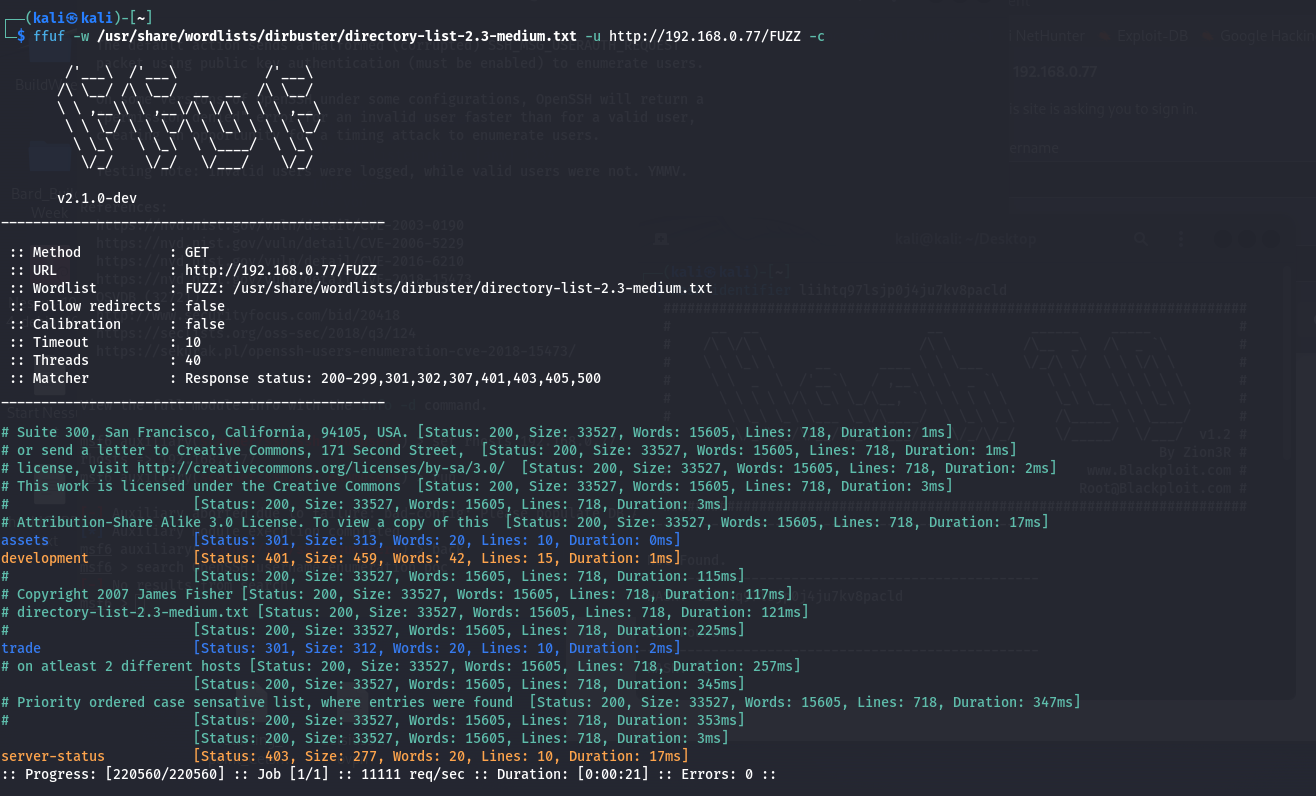 ┌──(kali㉿kali)-[~]
└─$ ffuf -w /usr/share/wordlists/dirbuster/directory-list-2.3-medium.txt -u http://192.168.0.77/FUZZ -c
v2.1.0-dev
________________________________________________
:: Method : GET
:: URL : http://192.168.0.77/FUZZ
:: Wordlist : FUZZ: /usr/share/wordlists/dirbuster/directory-list-2.3-medium.txt
:: Follow redirects : false
:: Calibration : false
:: Timeout : 10
:: Threads : 40
:: Matcher : Response status: 200-299,301,302,307,401,403,405,500
________________________________________________
# Suite 300, San Francisco, California, 94105, USA. [Status: 200, Size: 33527, Words: 15605, Lines: 718, Duration: 1ms]
# or send a letter to Creative Commons, 171 Second Street, [Status: 200, Size: 33527, Words: 15605, Lines: 718, Duration: 1ms]
# license, visit http://creativecommons.org/licenses/by-sa/3.0/ [Status: 200, Size: 33527, Words: 15605, Lines: 718, Duration: 2ms]
# This work is licensed under the Creative Commons [Status: 200, Size: 33527, Words: 15605, Lines: 718, Duration: 3ms]
# [Status: 200, Size: 33527, Words: 15605, Lines: 718, Duration: 3ms]
# Attribution-Share Alike 3.0 License. To view a copy of this [Status: 200, Size: 33527, Words: 15605, Lines: 718, Duration: 17ms]
assets [Status: 301, Size: 313, Words: 20, Lines: 10, Duration: 0ms]
development [Status: 401, Size: 459, Words: 42, Lines: 15, Duration: 1ms]
# [Status: 200, Size: 33527, Words: 15605, Lines: 718, Duration: 115ms]
# Copyright 2007 James Fisher [Status: 200, Size: 33527, Words: 15605, Lines: 718, Duration: 117ms]
# directory-list-2.3-medium.txt [Status: 200, Size: 33527, Words: 15605, Lines: 718, Duration: 121ms]
# [Status: 200, Size: 33527, Words: 15605, Lines: 718, Duration: 225ms]
trade [Status: 301, Size: 312, Words: 20, Lines: 10, Duration: 2ms]
# on atleast 2 different hosts [Status: 200, Size: 33527, Words: 15605, Lines: 718, Duration: 257ms]
[Status: 200, Size: 33527, Words: 15605, Lines: 718, Duration: 345ms]
# Priority ordered case sensative list, where entries were found [Status: 200, Size: 33527, Words: 15605, Lines: 718, Duration: 347ms]
# [Status: 200, Size: 33527, Words: 15605, Lines: 718, Duration: 353ms]
[Status: 200, Size: 33527, Words: 15605, Lines: 718, Duration: 3ms]
server-status [Status: 403, Size: 277, Words: 20, Lines: 10, Duration: 17ms]
:: Progress: [220560/220560] :: Job [1/1] :: 11111 req/sec :: Duration: [0:00:21] :: Errors: 0 ::